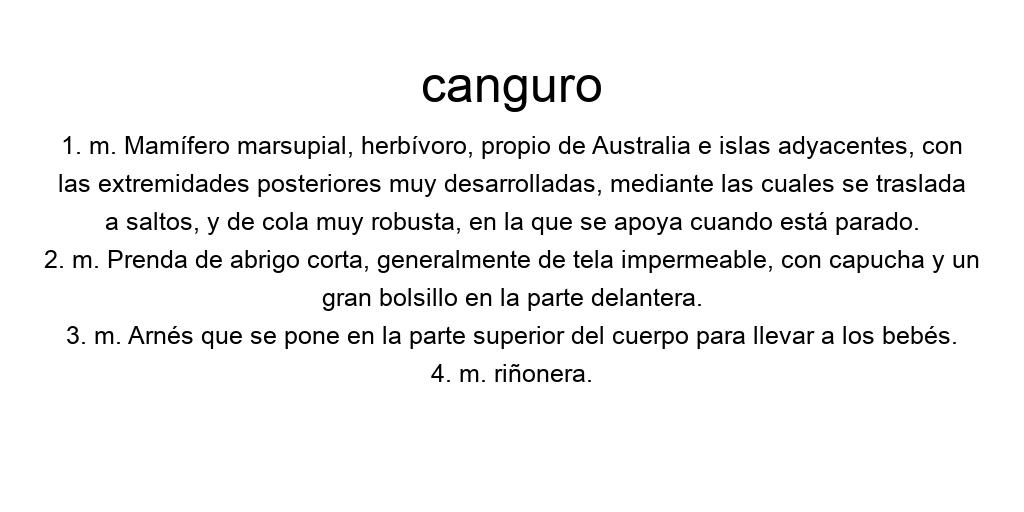 canguro
1. m. Mamífero marsupial, herbívoro, propio de Australia e islas adyacentes, con
las extremidades posteriores muy desarrolladas, mediante las cuales se traslada
a saltos, y de cola muy robusta, en la que se apoya cuando está parado.
2. m. Prenda de abrigo corta, generalmente de tela impermeable, con capucha y un
gran bolsillo en la parte delantera.
3. m. Arnés que se pone en la parte superior del cuerpo para llevar a los bebés.
4. m. riñonera.